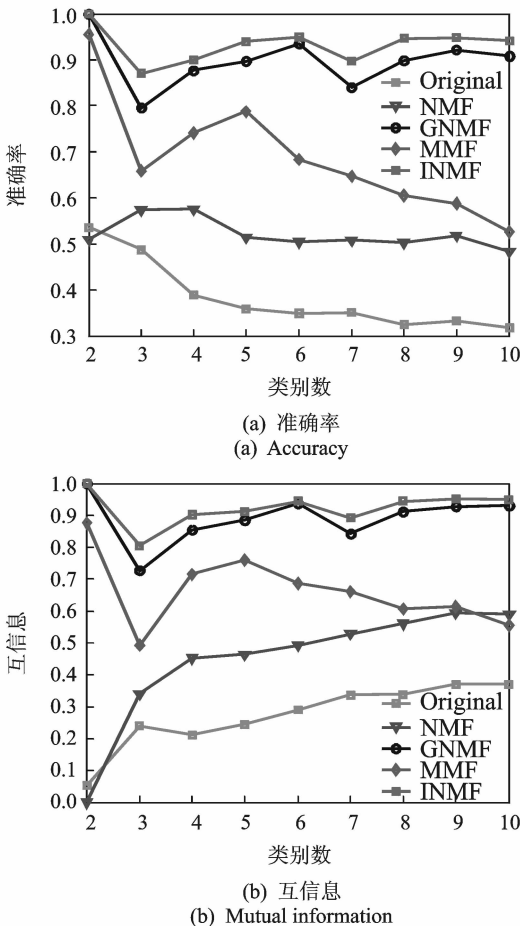 1.0
0.9
0.8
0.7
0.6
0.5
0.4
0.3
准确率
Original
NMF
GNMF
MMF
INMF
2 3 4 5 6 7 8 9 10
类别数
(a) 准确率
(a) Accuracy
1.0
0.9
0.8
0.7
0.6
0.5
0.4
0.3
0.2
0.1
0.0
互信息
Original
NMF
GNMF
MMF
INMF
2 3 4 5 6 7 8 9 10
类别数
(b) 互信息
(b) Mutual information